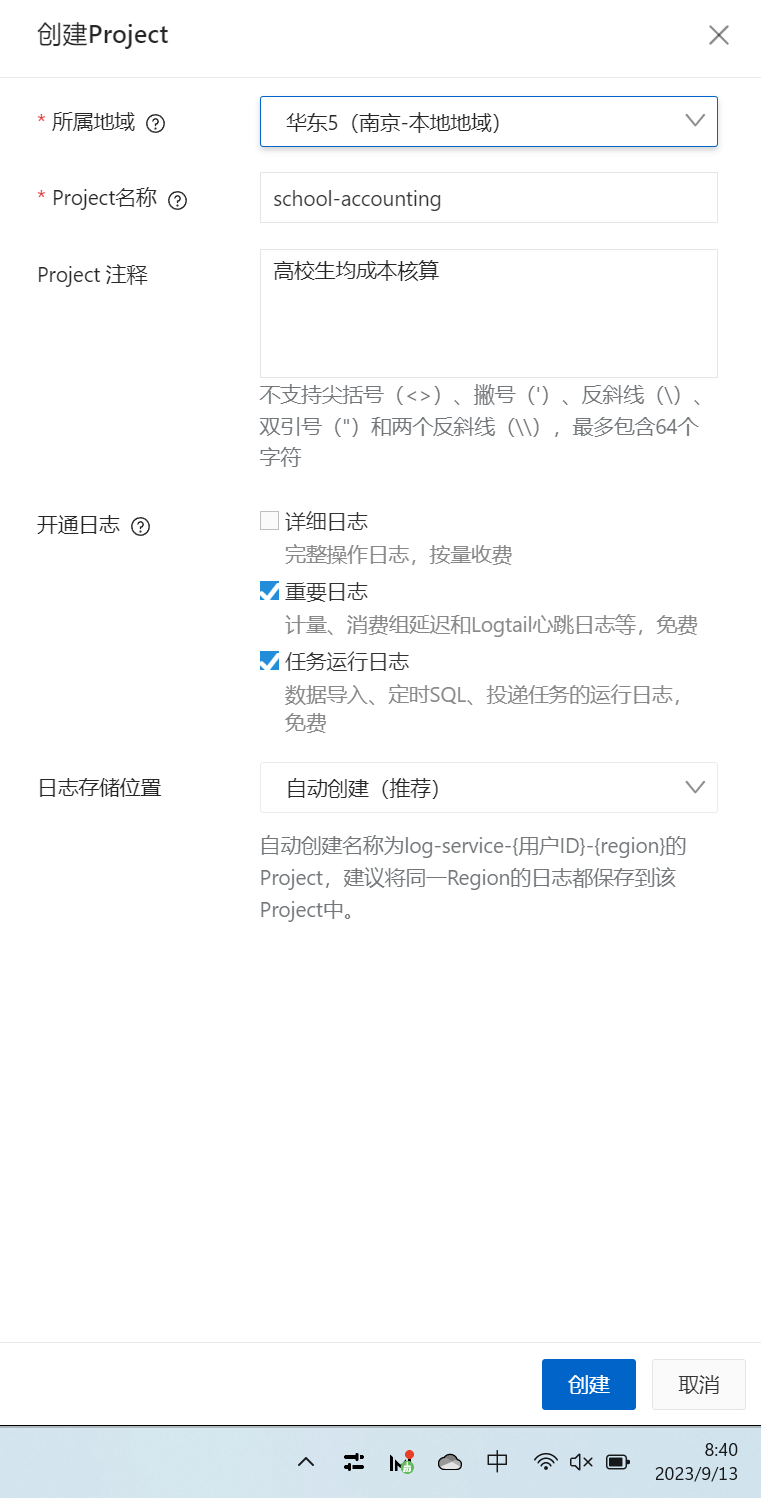 创建Project
* 所属地域
华东5（南京-本地地域）
* Project名称
school-accounting
Project 注释
高校生均成本核算
不支持尖括号（<>）、撇号（'）、反斜线（\）、
双引号（"）和两个反斜线（\\），最多包含64个
字符
开通日志
详细日志
完整操作日志，按量收费
重要日志
计量、消费组延迟和Logtail心跳日志等，免费
任务运行日志
数据导入、定时SQL、投递任务的运行日志，
免费
日志存储位置
自动创建（推荐）
自动创建名称为log-service-{用户ID}-{region}的
Project，建议将同一Region的日志都保存到该
Project中。
创建
取消
中
8:40
2023/9/13